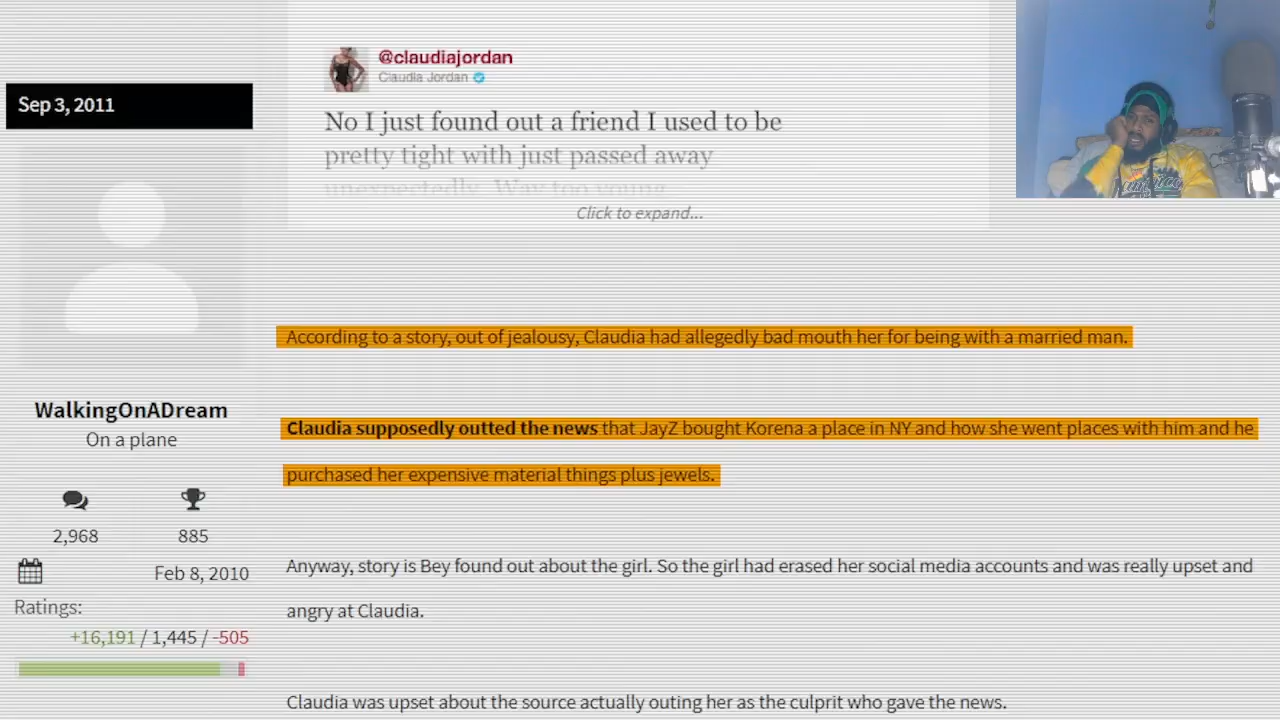 @claudiajordan
Claudia Jordan
Sep 3, 2011
No I just found out a friend I used to be
pretty tight with just passed away
unexpectedly. Way too young
Click to expand...
According to a story, out of jealousy, Claudia had allegedly bad mouth her for being with a married man.
WalkingOnADream
On a plane
Claudia supposedly outted the news that JayZ bought Korena a place in NY and how she went places with him and he
purchased her expensive material things plus jewels.
2,968 885
Feb 8, 2010
Ratings:
+16,191 / 1,445 / -505
Anyway, story is Bey found out about the girl. So the girl had erased her social media accounts and was really upset and
angry at Claudia.
Claudia was upset about the source actually outing her as the culprit who gave the news.